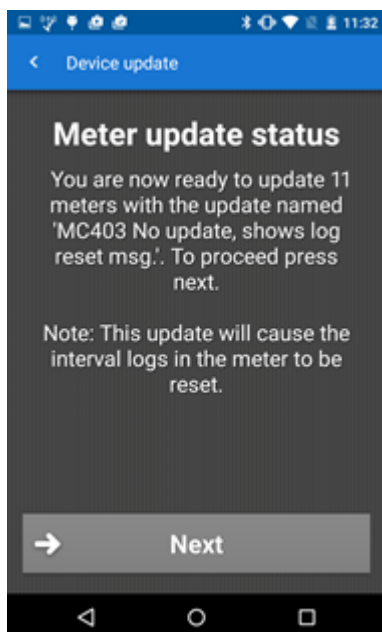 11:32
Device update
Meter update status
You are now ready to update 11
meters with the update named
'MC403 No update, shows log
reset msg.'. To proceed press
next.
Note: This update will cause the
interval logs in the meter to be
reset.
Next